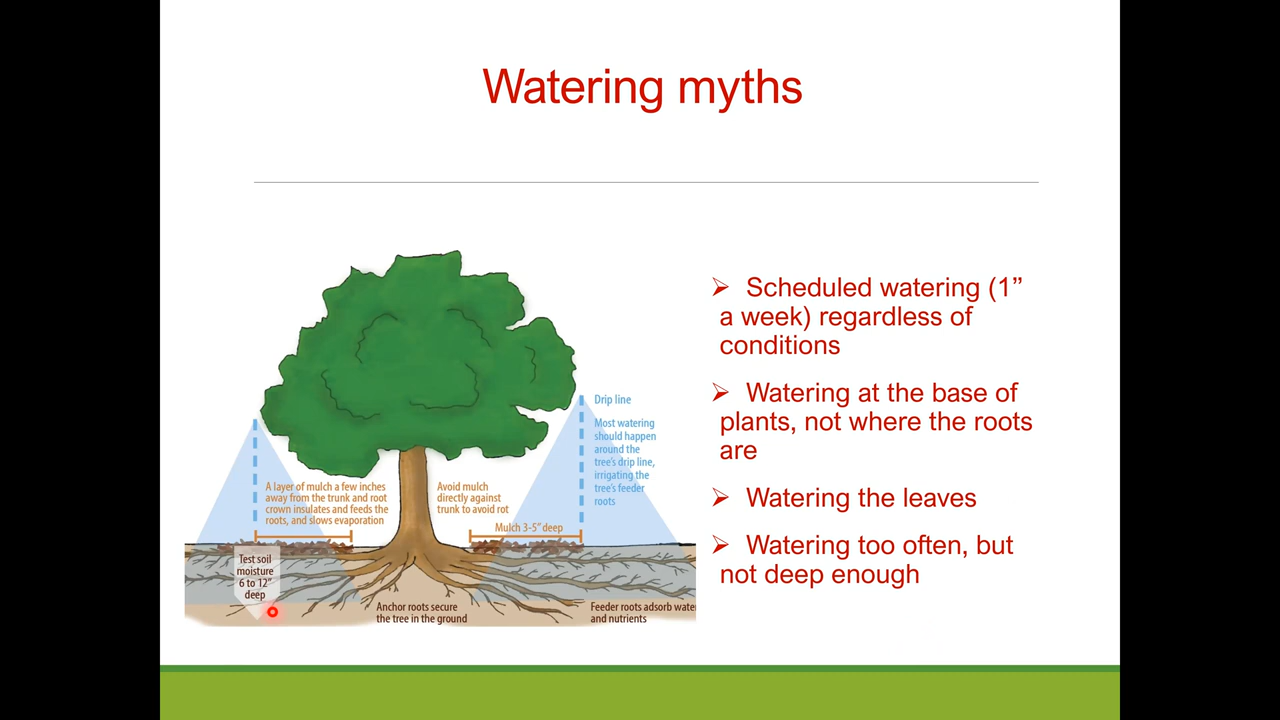 Watering myths
Drip line
Most watering
should happen
around the
tree's drip line,
irrigating the
tree's feeder
roots
A layer of mulch a few inches
away from the trunk and root
crown insulates and feeds the
roots, and slows evaporation
Avoid mulch
directly against
trunk to avoid rot
Mulch 3-5" deep
Test soil
moisture
6 to 12"
deep
Anchor roots secure
the tree in the ground
Feeder roots adsorb water
and nutrients
➢ Scheduled watering (1”
a week) regardless of
conditions
➢ Watering at the base of
plants, not where the roots
are
➢ Watering the leaves
➢ Watering too often, but
not deep enough